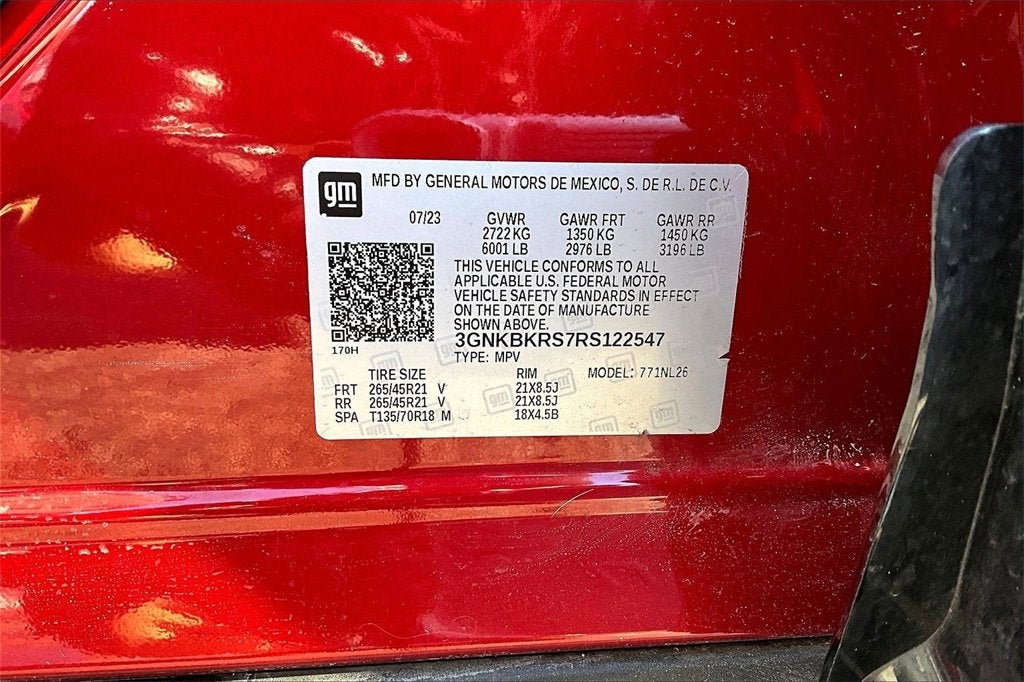 gm MFD BY GENERAL MOTORS DE MEXICO, S. DE R.L. DE C.V.
07/23 GVWR GAWR FRT GAWR RR
2722 KG 1350 KG 1450 KG
6001 LB 2976 LB 3196 LB
THIS VEHICLE CONFORMS TO ALL
APPLICABLE U.S. FEDERAL MOTOR
VEHICLE SAFETY STANDARDS IN EFFECT
ON THE DATE OF MANUFACTURE
SHOWN ABOVE.
3GNKBKRS7RS122547
170H
TYPE: MPV
TIRE SIZE RIM MODEL: 771NL26
FRT 265/45R21 V 21X8.5J
RR 265/45R21 V 21X8.5J
SPA T135/70R18 M 18X4.5B